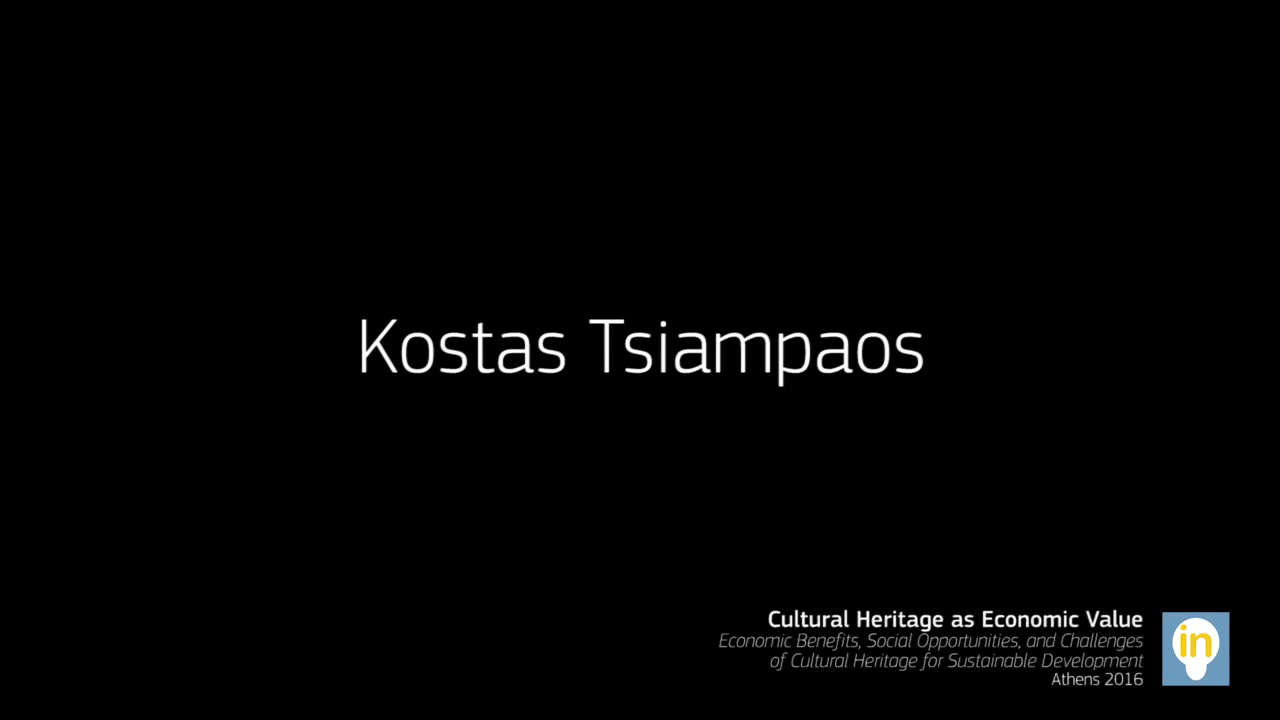 Kostas Tsiampaos
Cultural Heritage as Economic Value
Economic Benefits, Social Opportunities, and Challenges
of Cultural Heritage for Sustainable Development
Athens 2016
in